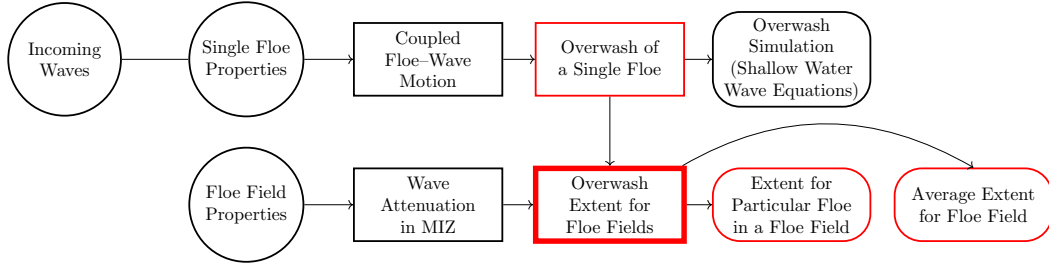 Incoming
Waves
Single Floe
Properties
Coupled
Floe–Wave
Motion
Overwash of
a Single Floe
Overwash
Simulation
(Shallow Water
Wave Equations)
Floe Field
Properties
Wave
Attenuation
in MIZ
Overwash
Extent for
Floe Fields
Extent for
Particular Floe
in a Floe Field
Average Extent
for Floe Field